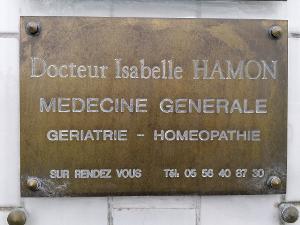 Docteur Isabelle HAMON
MEDECINE GENERALE
GERIATRIE - HOMEOPATHIE
SUR RENDEZ VOUS Tél. 05 56 40 87 30